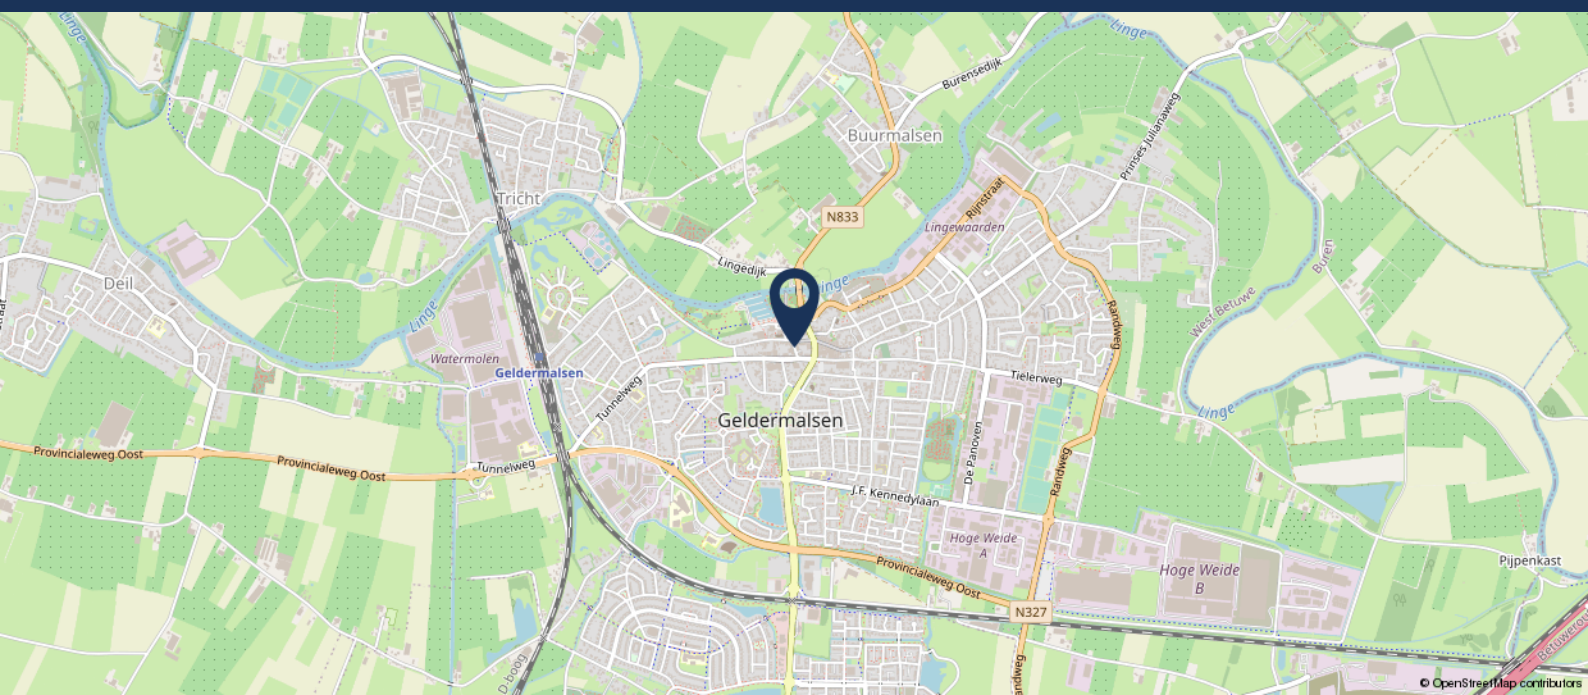 Linge
Linge
Burensedijk
Buurmalsen
Prinses Julianaweg
Tricht
Rijnstraat
N833
Lingewaarden
Buren
Lingedijk
Deil
Linge
Linge
West Betuwe
Randweg
Watermolen
Geldermalsen
Tielerweg
Tunnelweg
Linge
Geldermalsen
De Panoven
Provincialeweg Oost
Provincialeweg Oost
Tunnelweg
Randweg
J.F. Kennedylaan
Hoge Weide
A
Pijpenkast
Provincialeweg Oost
Hoge Weide
B
N327
D-boog
© OpenStreetMap contributors